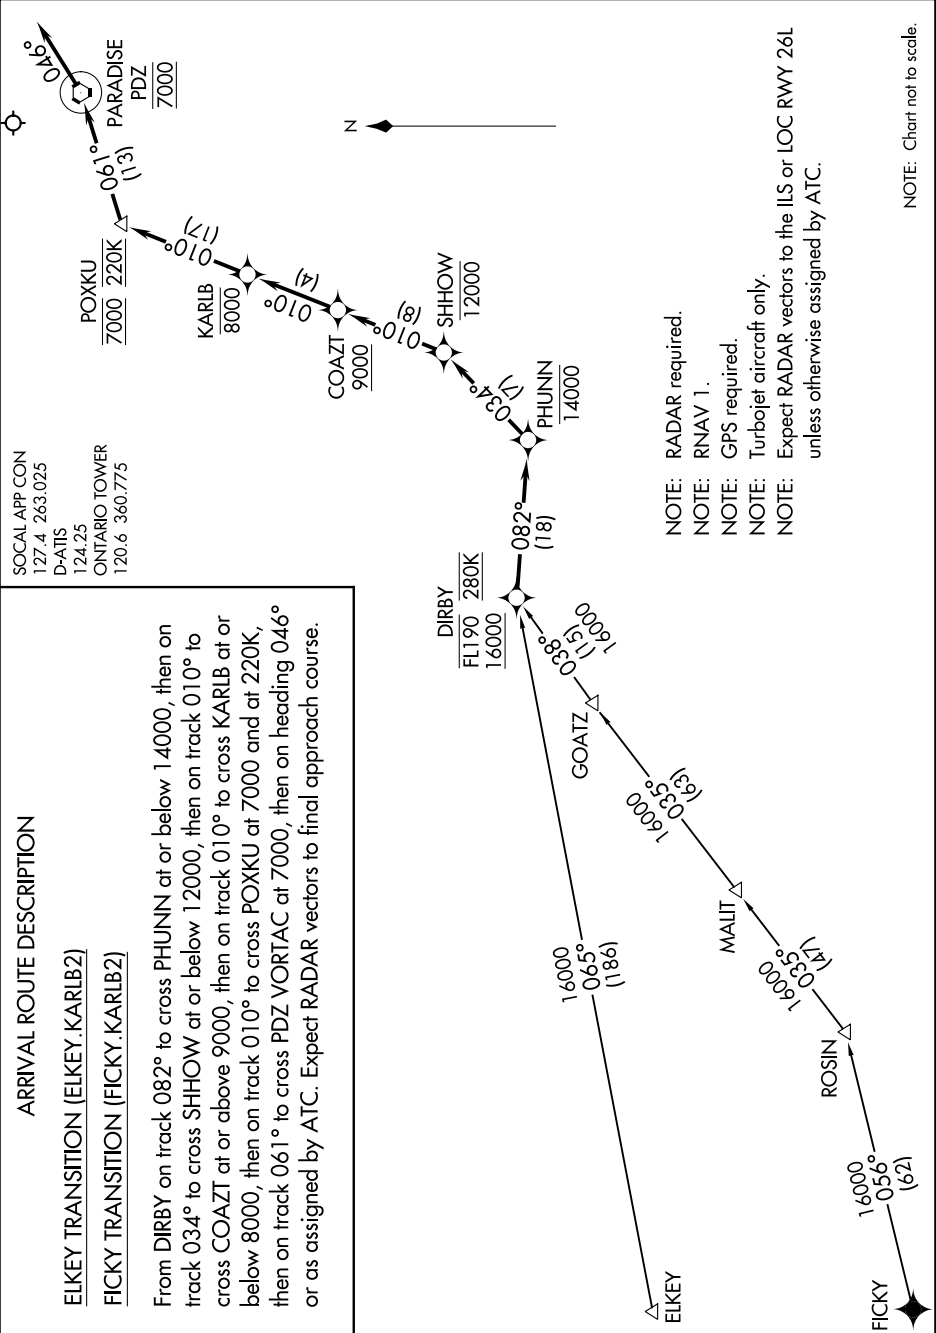 ARRIVAL ROUTE DESCRIPTION
ELKEY TRANSITION (ELKEY.KARLB2)
FICKY TRANSITION (FICKY.KARLB2)
From DIRBY on track 082° to cross PHUNN at or below 14000, then on
track 034° to cross SHHOW at or below 12000, then on track 010° to
cross COAZT at or above 9000, then on track 010° to cross KARLB at or
below 8000, then on track 010° to cross POXKU at 7000 and at 220K,
then on track 061° to cross PDZ VORTAC at 7000, then on heading 046°
or as assigned by ATC. Expect RADAR vectors to final approach course.
SOCAL APP CON
127.4 263.025
D-ATIS
124.25
ONTARIO TOWER
120.6 360.775
046°
PARADISE
PDZ
7000
061°
(13)
POXKU
7000 220K
010°
(17)
KARLB
8000
010°
(4)
COAZT
9000
010°
(8)
SHHOW
12000
034°
(7)
PHUNN
14000
082°
(18)
DIRBY
FL190 280K
16000
16000
038°
(15)
GOATZ
16000
035°
(63)
MALIT
16000
035°
(47)
ROSIN
16000
056°
(62)
FICKY
16000
065°
(186)
ELKEY
N
NOTE: RADAR required.
NOTE: RNAV 1.
NOTE: GPS required.
NOTE: Turbojet aircraft only.
NOTE: Expect RADAR vectors to the ILS or LOC RWY 26L
unless otherwise assigned by ATC.
NOTE: Chart not to scale.